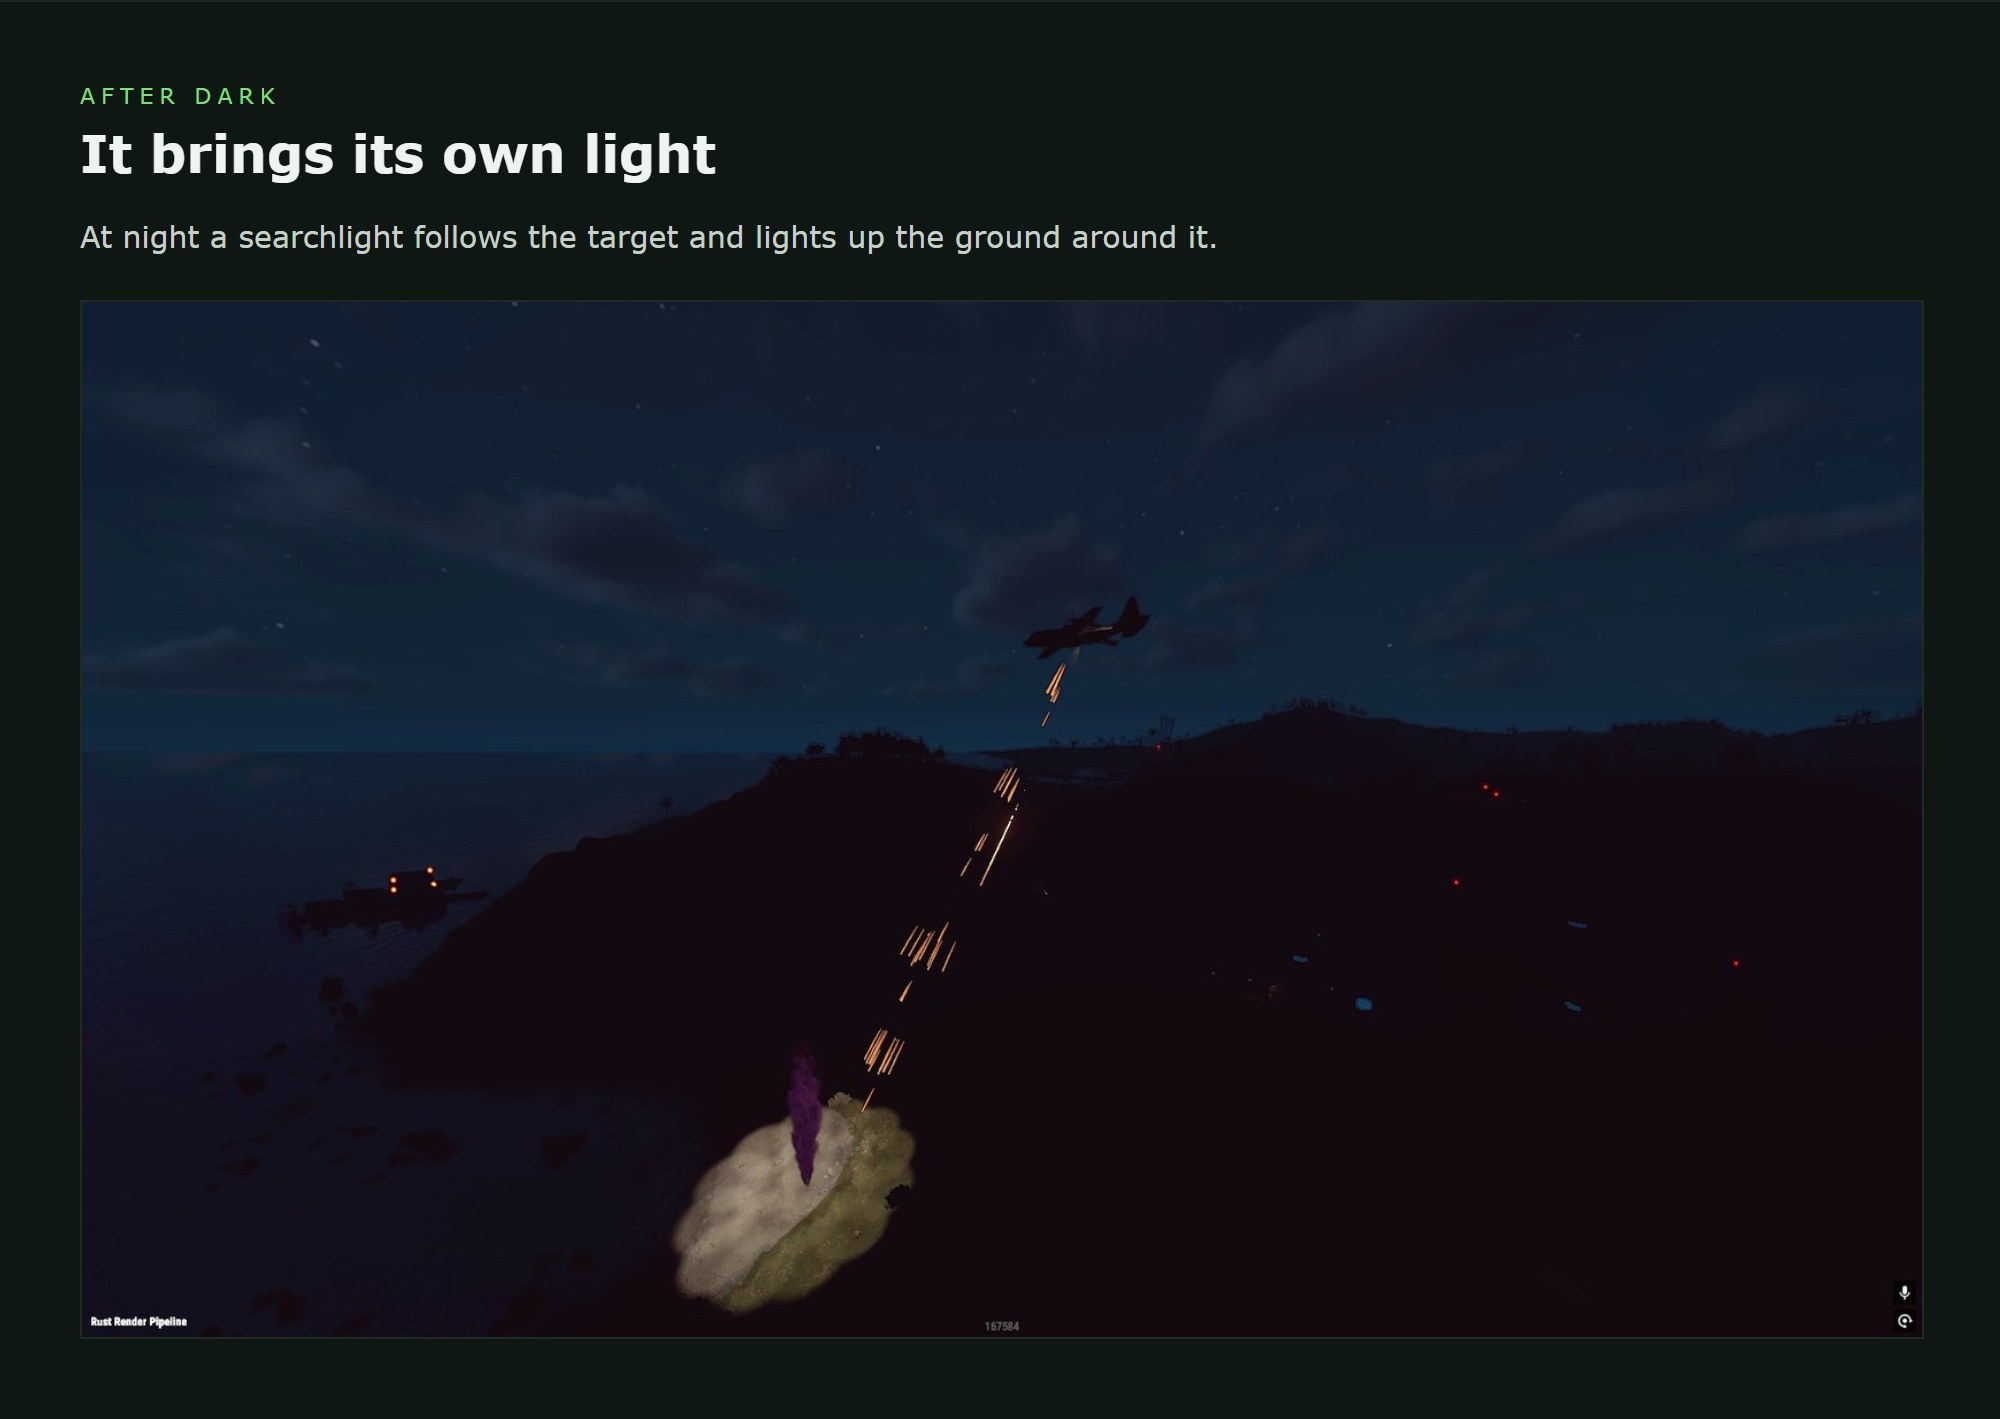 AFTER DARK
It brings its own light
At night a searchlight follows the target and lights up the ground around it.
Rust Render Pipeline
167584